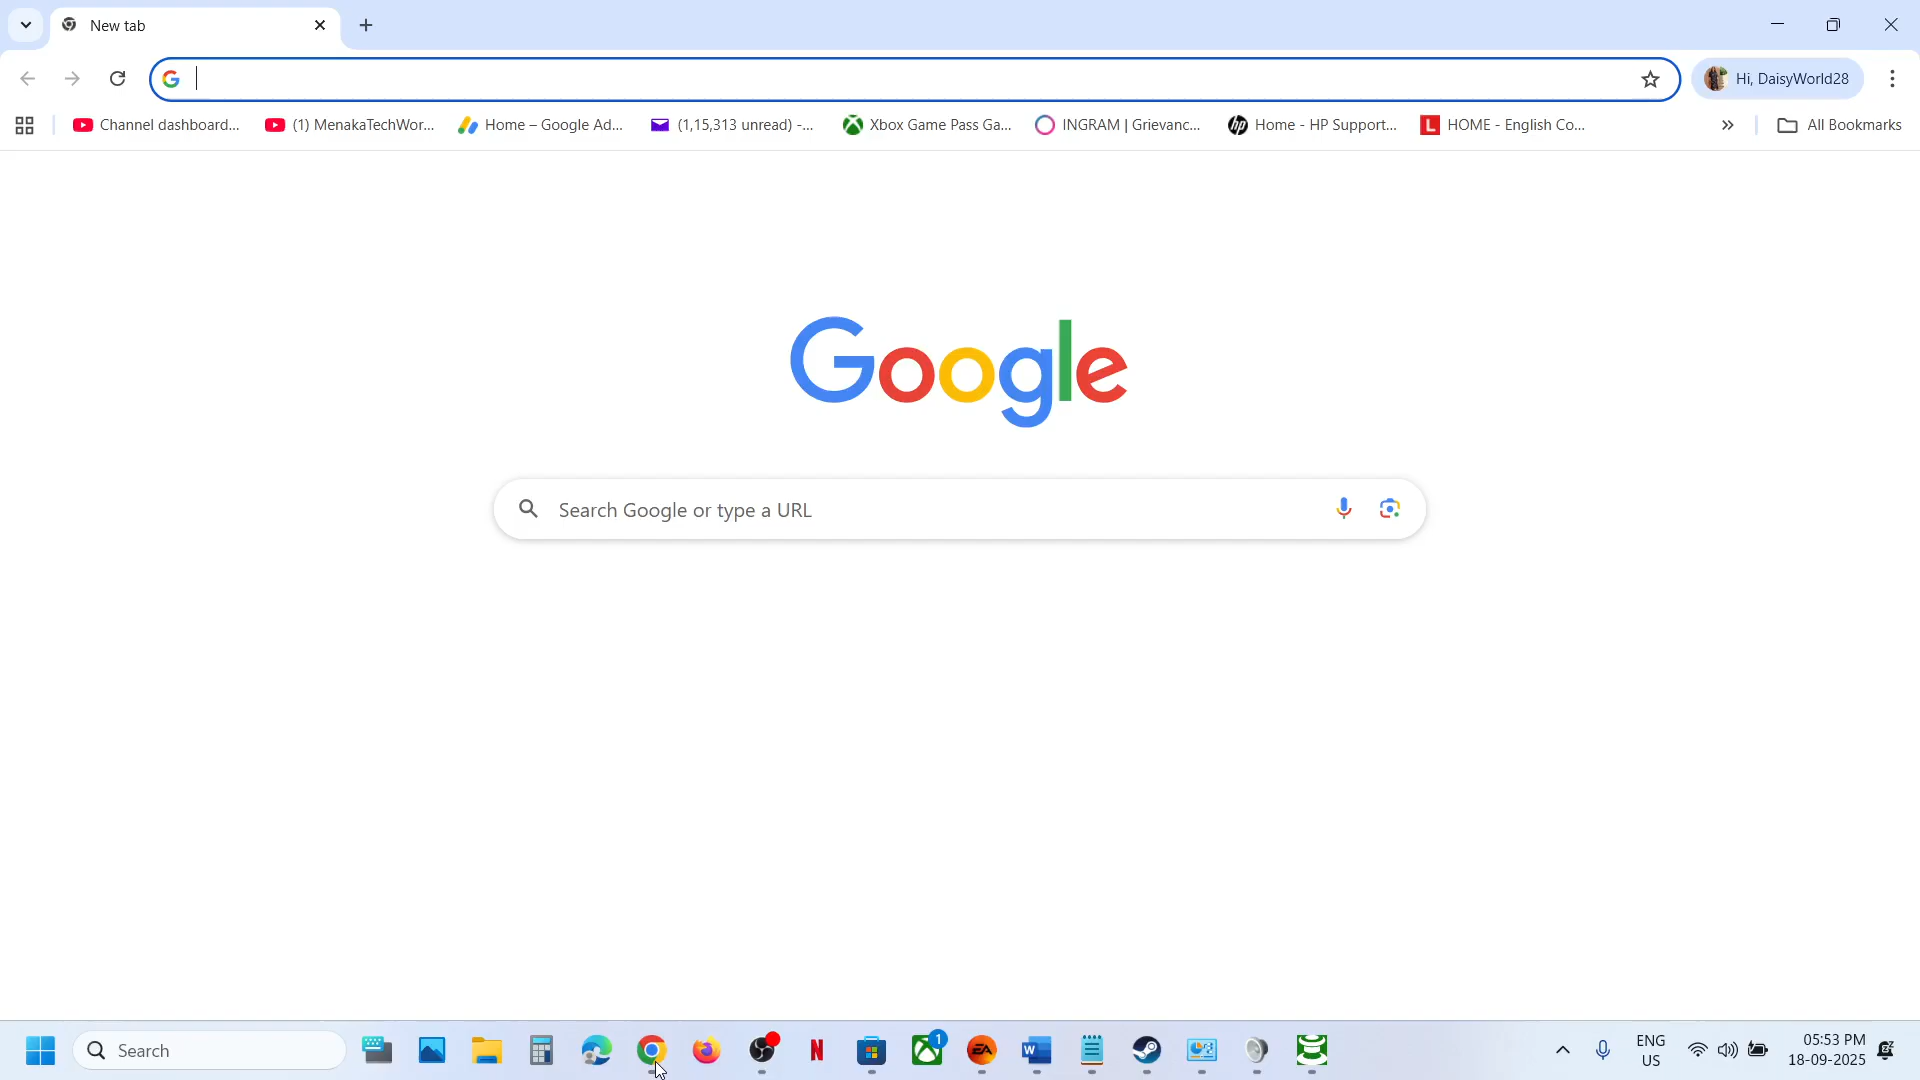 New tab
Hi, DaisyWorld28
Channel dashboard...
(1) MenakaTechWor...
Home – Google Ad...
(1,15,313 unread) -...
Xbox Game Pass Ga...
INGRAM | Grievanc...
Home - HP Support...
HOME - English Co...
All Bookmarks
Google
Search Google or type a URL
Search
1
ENG
US
05:53 PM
18-09-2025